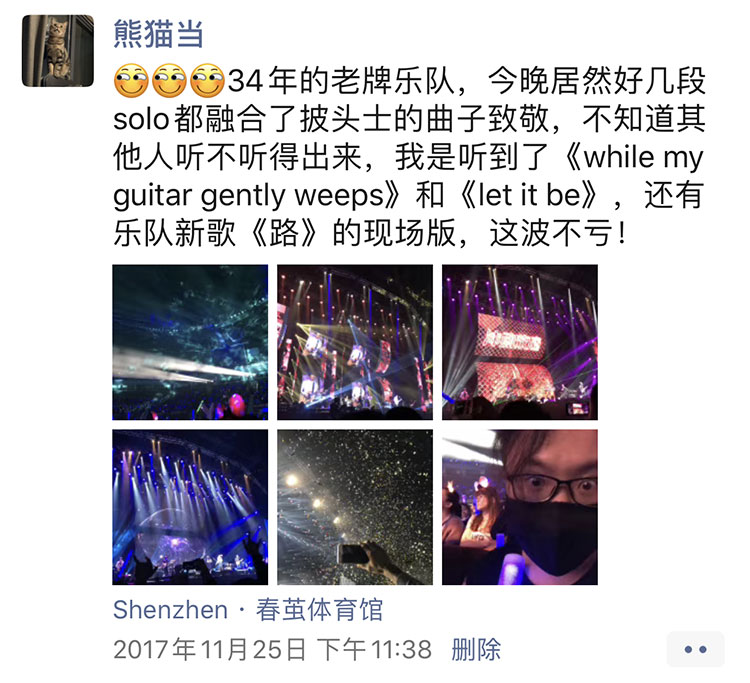 熊猫当
34年的老牌乐队，今晚居然好几段
solo都融合了披头士的曲子致敬，不知道其
他人听不听得出来，我是听到了《while my
guitar gently weeps》和《let it be》，还有
乐队新歌《路》的现场版，这波不亏！
Shenzhen · 春茧体育馆
2017年11月25日 下午11:38 删除